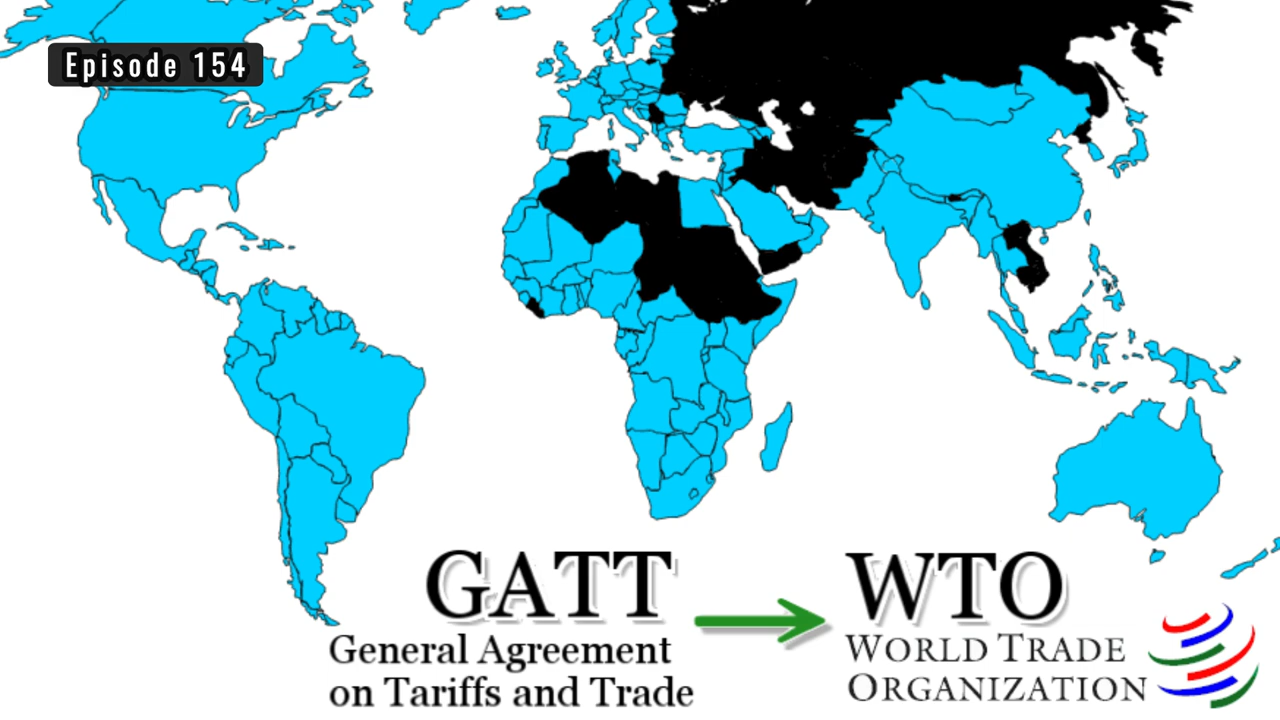 Episode 154
GATT
General Agreement
on Tariffs and Trade
WTO
WORLD TRADE
ORGANIZATION